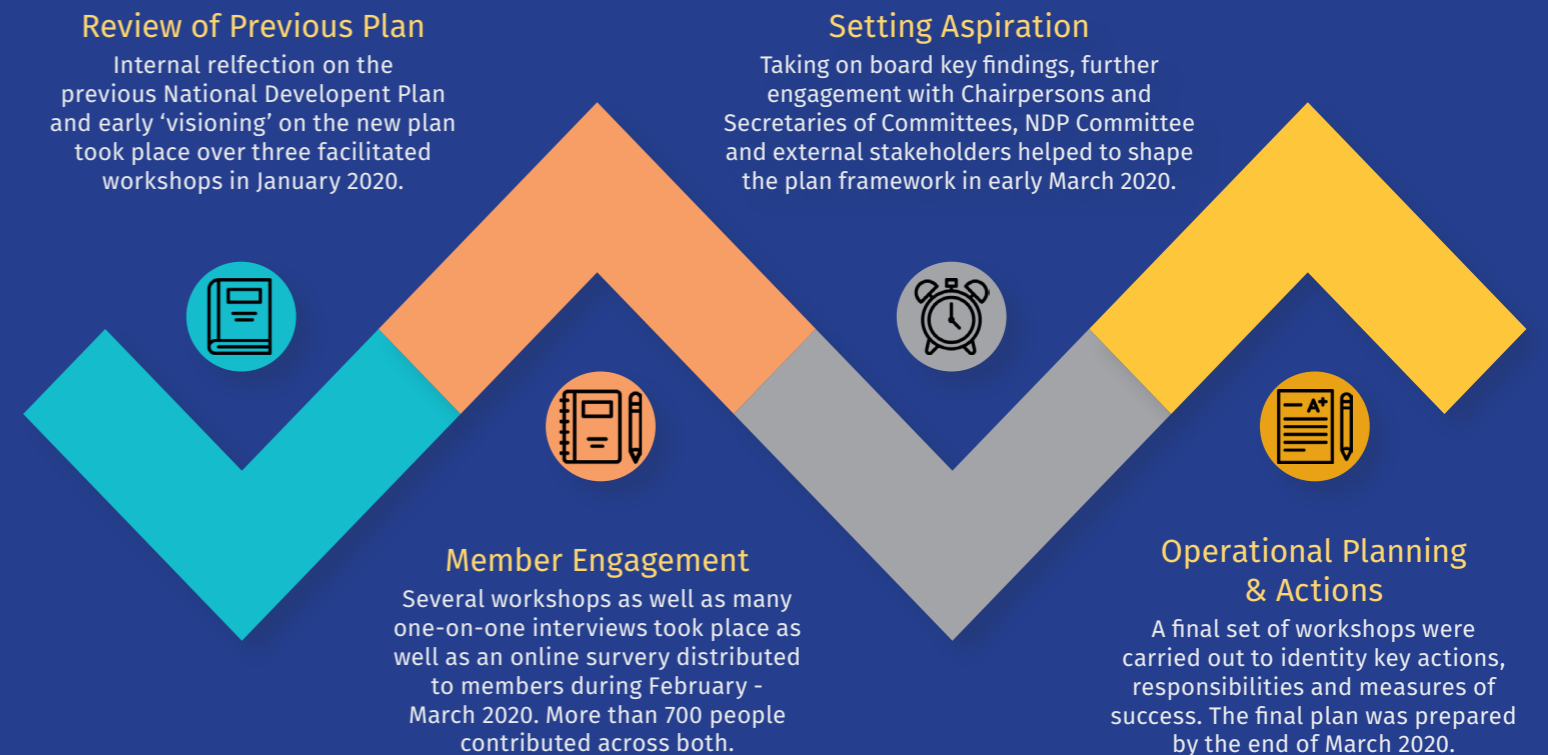 Review of Previous Plan
Internal relfection on the
previous National Developent Plan
and early ‘visioning’ on the new plan
took place over three facilitated
workshops in January 2020.
Member Engagement
Several workshops as well as many
one-on-one interviews took place as
well as an online survery distributed
to members during February -
March 2020. More than 700 people
contributed across both.
Setting Aspiration
Taking on board key findings, further
engagement with Chairpersons and
Secretaries of Committees, NDP Committee
and external stakeholders helped to shape
the plan framework in early March 2020.
A+
Operational Planning
& Actions
A final set of workshops were
carried out to identity key actions,
responsibilities and measures of
success. The final plan was prepared
by the end of March 2020.